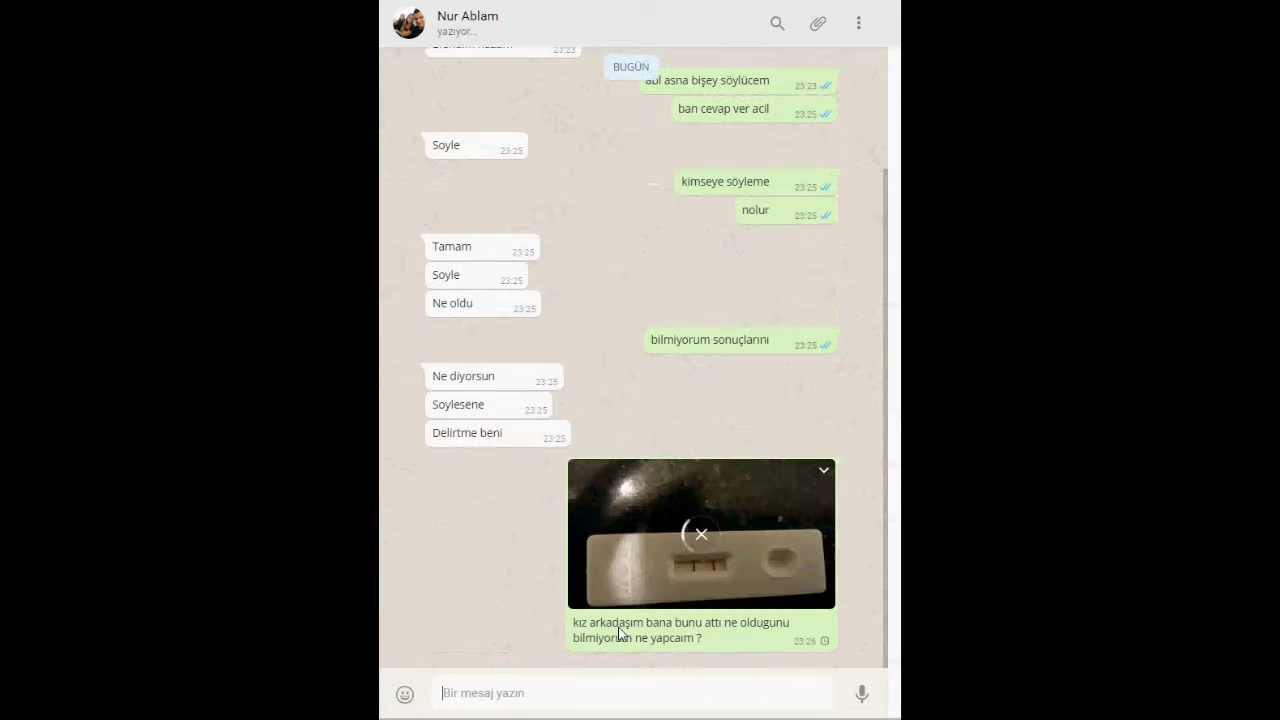 Nur Ablam
yazıyor...
23:23
BUGÜN
abl asna bişey söylücem 23:23
ban cevap ver acil 23:25
Soyle 23:25
kimseye söyleme 23:25
nolur 23:25
Tamam 23:25
Soyle 23:25
Ne oldu 23:25
bilmiyorum sonuçlarını 23:25
Ne diyorsun 23:25
Soylesene 23:25
Delirtme beni 23:25
kız arkadaşım bana bunu attı ne oldugunu
bilmiyorum ne yapcaım ? 23:26
Bir mesaj yazın